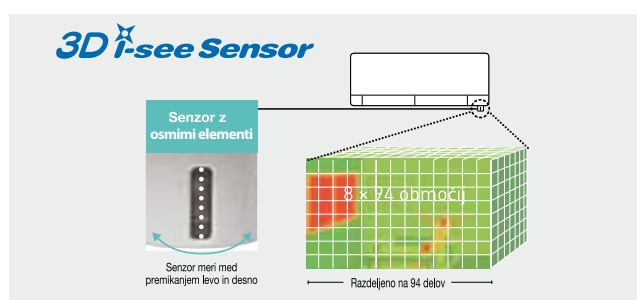 3D i-see Sensor
Senzor z
osmimi elementi
8 × 94 območij
Senzor meri med
premikanjem levo in desno
Razdeljeno na 94 delov